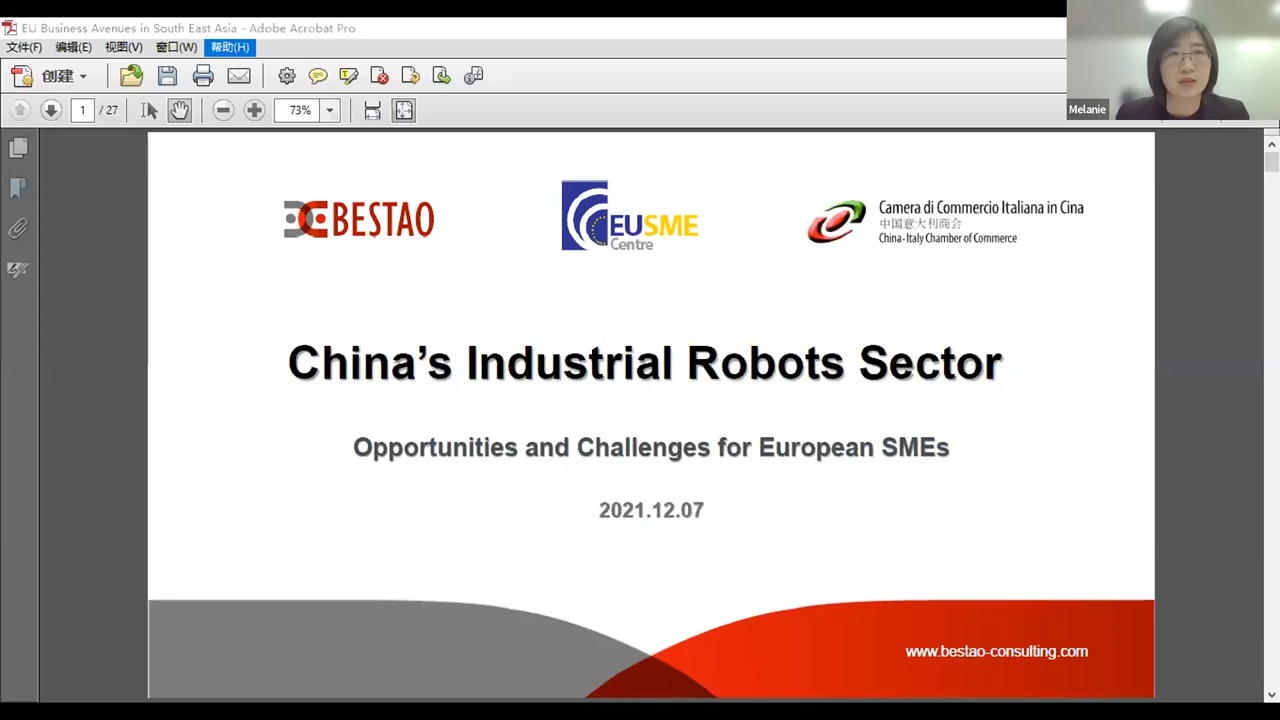 EU Business Avenues in South East Asia - Adobe Acrobat Pro
文件(F) 编辑(E) 视图(V) 窗口(W) 帮助(H)
创建
1 / 27 73%
Melanie
BESTAO
EUSME
Centre
Camera di Commercio Italiana in Cina
中国意大利商会
China-Italy Chamber of Commerce
China's Industrial Robots Sector
Opportunities and Challenges for European SMEs
2021.12.07
www.bestao-consulting.com